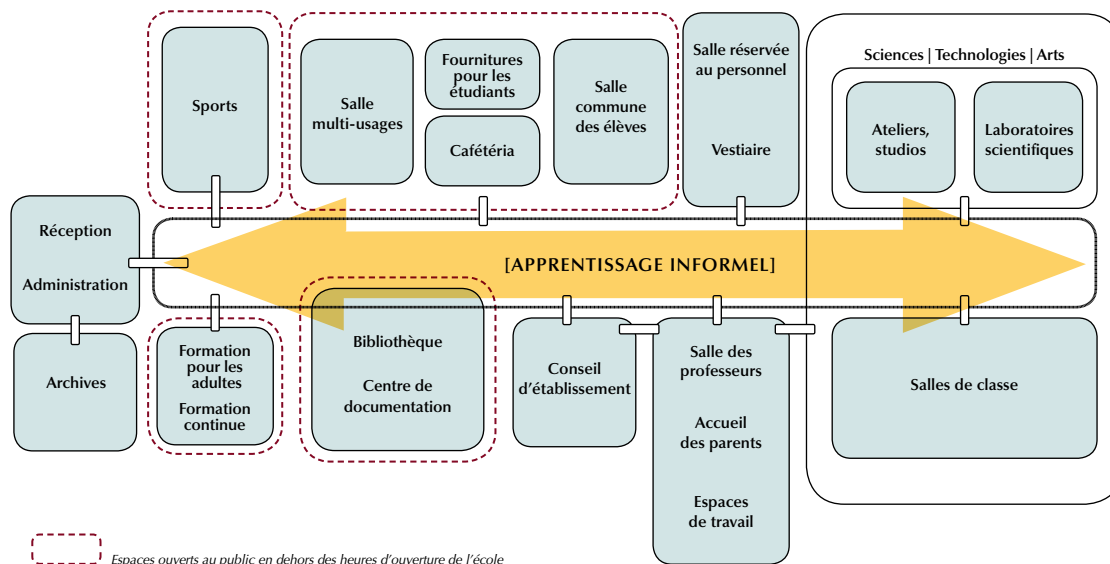 Sports
Salle
multi-usages
Fournitures
pour les
étudiants
Cafétéria
Salle
commune
des élèves
Salle réservée
au personnel
Vestiaire
Sciences | Technologies | Arts
Ateliers,
studios
Laboratoires
scientifiques
Réception
Administration
[APPRENTISSAGE INFORMEL]
Archives
Formation
pour les
adultes
Formation
continue
Bibliothèque
Centre de
documentation
Conseil
d'établissement
Salle des
professeurs
Accueil
des parents
Espaces
de travail
Salles de classe
Espaces ouverts au public en dehors des heures d'ouverture de l'école